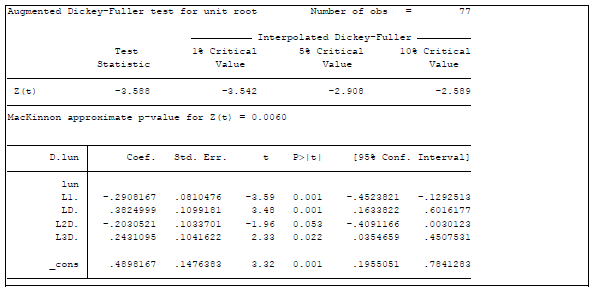 Augmented Dickey-Fuller test for unit root Number of obs = 77
Interpolated Dickey-Fuller
Test 1% Critical 5% Critical 10% Critical
Statistic Value Value Value
Z(t) -3.588 -3.542 -2.908 -2.589
MacKinnon approximate p-value for Z(t) = 0.0060
D.lun Coef. Std. Err. t P>|t| [95% Conf. Interval]
lun
L1. -.2908167 .0810476 -3.59 0.001 -.4523821 -.1292513
LD. .3824999 .1099181 3.48 0.001 .1633822 .6016177
L2D. -.2030521 .1033701 -1.96 0.053 -.4091166 .0030123
L3D. .2431095 .1041622 2.33 0.022 .0354659 .4507531
_cons .4898167 .1476383 3.32 0.001 .1955051 .7841283